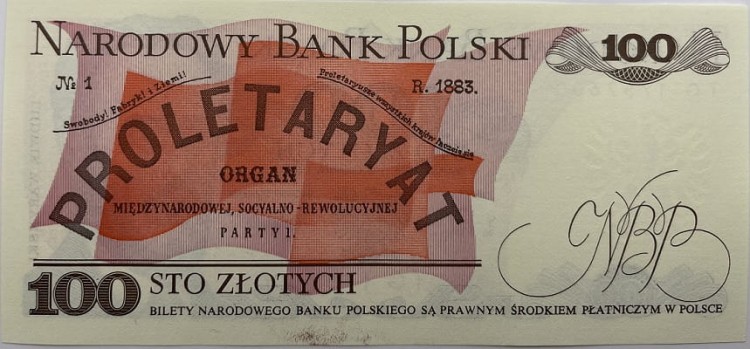 NARODOWY BANK POLSKI
100
№ 1
R. 1883.
Swobody! Fabryk! i Ziemi!
Proletaryusze wszystkich krajów łączcie się
PROLETARYAT
ORGAN
MIĘDZYNARODOWEJ, SOCYALNO-REWOLUCYJNEJ
PARTYI.
NBP
100 STO ZŁOTYCH
BILETY NARODOWEGO BANKU POLSKIEGO SĄ PRAWNYM ŚRODKIEM PŁATNICZYM W POLSCE